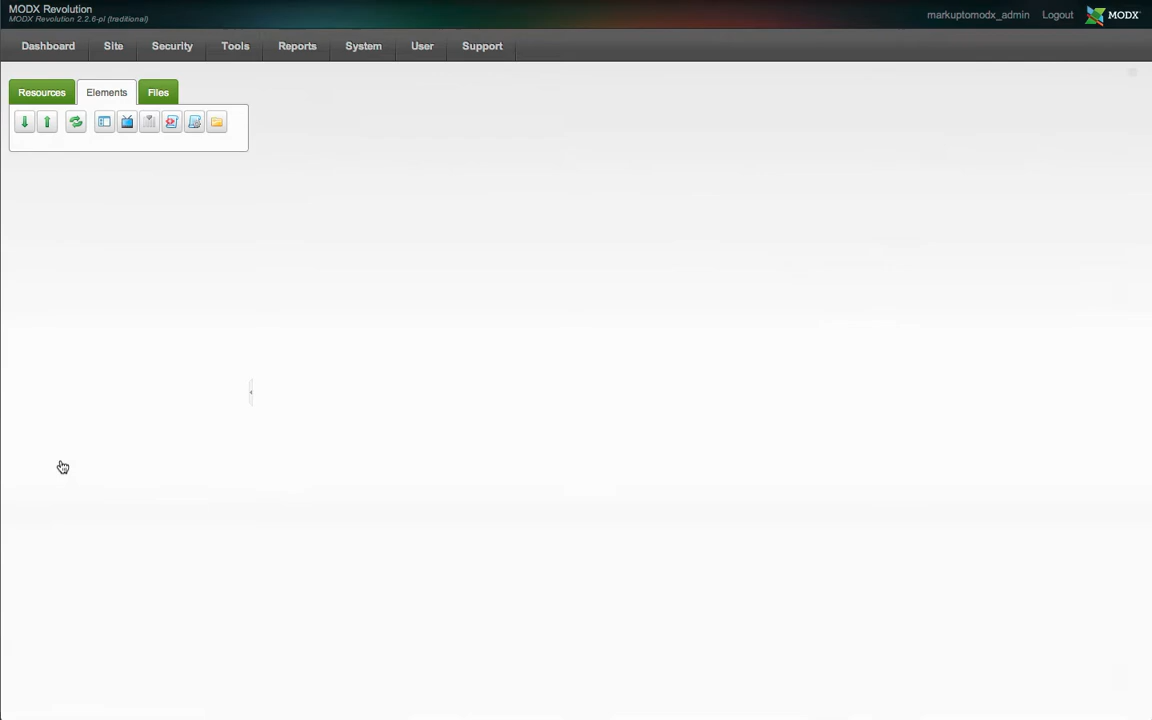 MODX Revolution
MODX Revolution 2.2.6-pl (traditional)
markuptomodx_admin Logout MODX
Dashboard Site Security Tools Reports System User Support
Resources Elements Files